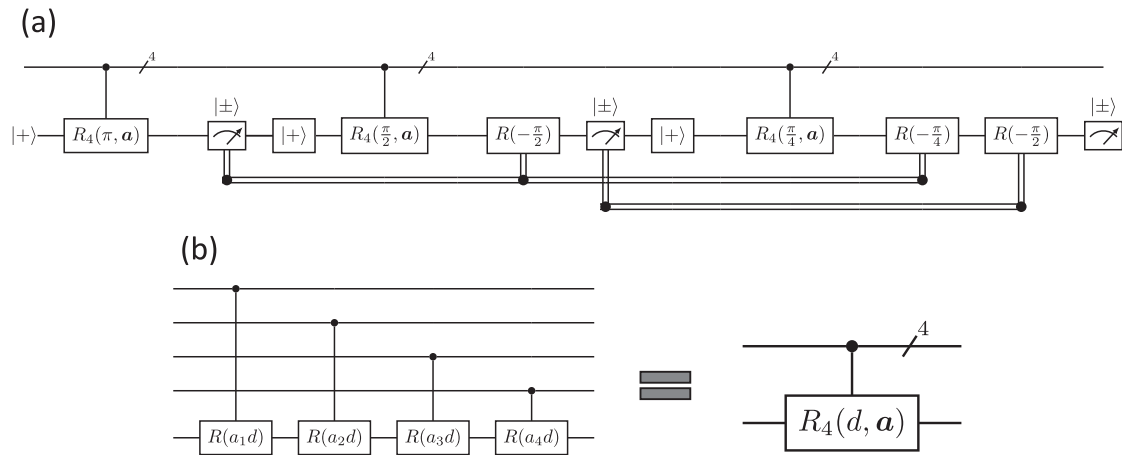 (a)
4 4 4
|±⟩ |±⟩ |±⟩
|+⟩ R₄(π, a) |+⟩ R₄(π/2, a) R(−π/2) |+⟩ R₄(π/4, a) R(−π/4) R(−π/2)
(b)
4
R(a₁d) R(a₂d) R(a₃d) R(a₄d) R₄(d, a)